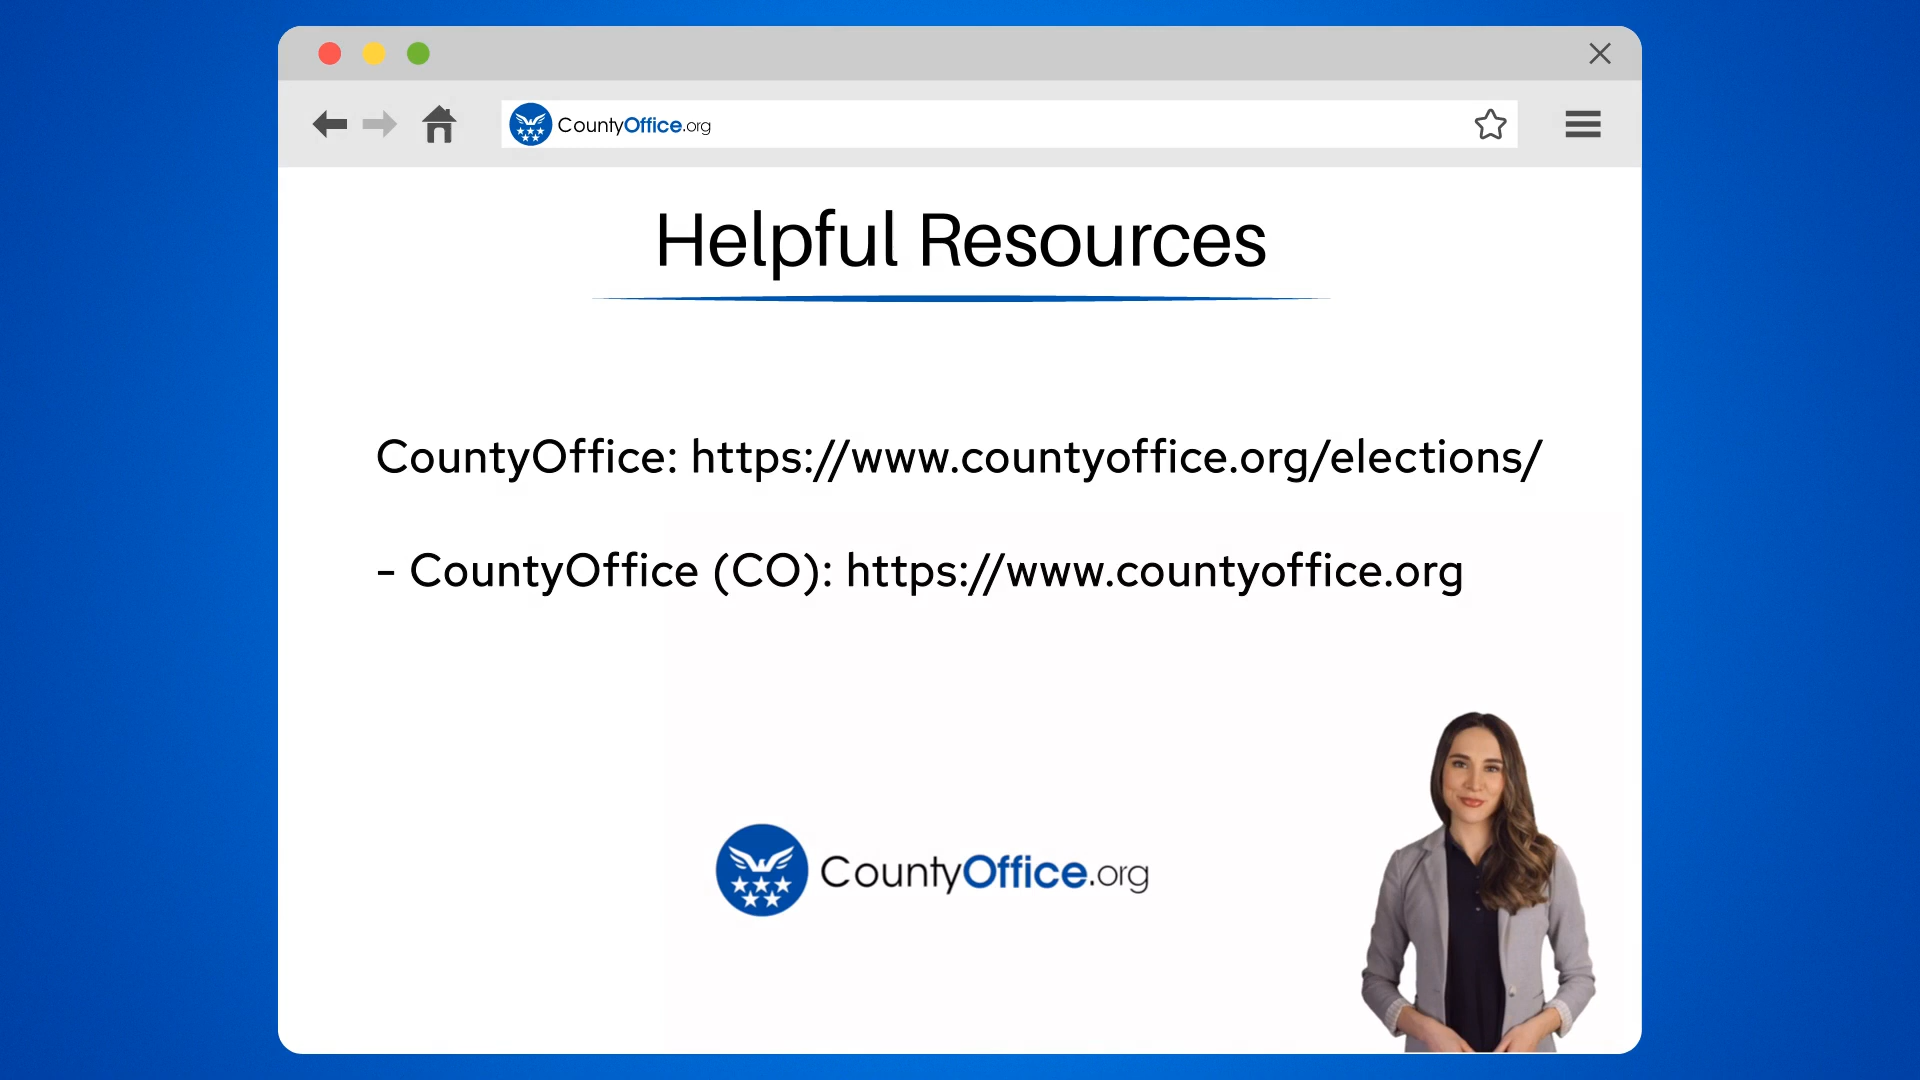 CountyOffice.org
Helpful Resources
CountyOffice: https://www.countyoffice.org/elections/
- CountyOffice (CO): https://www.countyoffice.org
CountyOffice.org